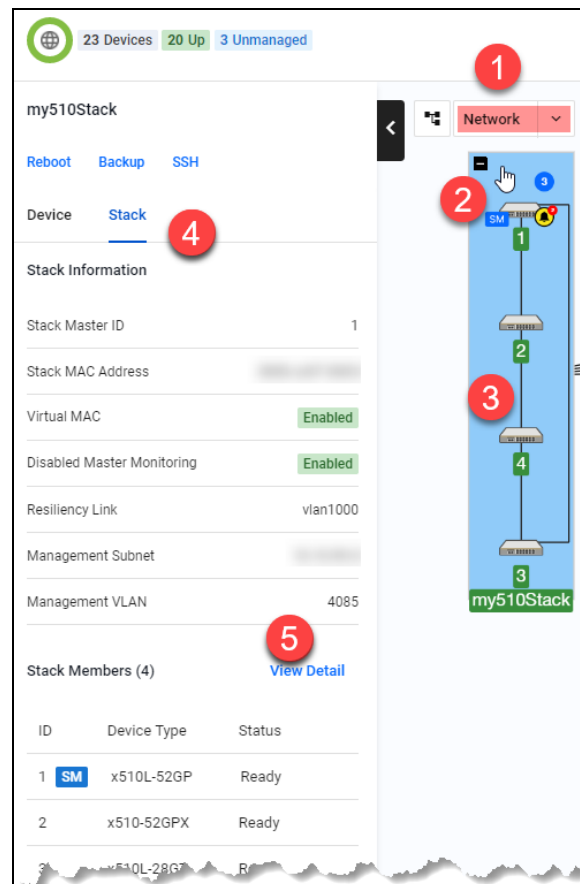 23 Devices 20 Up 3 Unmanaged
my510Stack
Reboot Backup SSH
Device Stack 4
Stack Information
Stack Master ID 1
Stack MAC Address
Virtual MAC Enabled
Disabled Master Monitoring Enabled
Resiliency Link vlan1000
Management Subnet
Management VLAN 4085
5
Stack Members (4) View Detail
ID Device Type Status
1 SM x510L-52GP Ready
2 x510-52GPX Ready
1
Network
3
2
SM
1
2
3
4
3
my510Stack